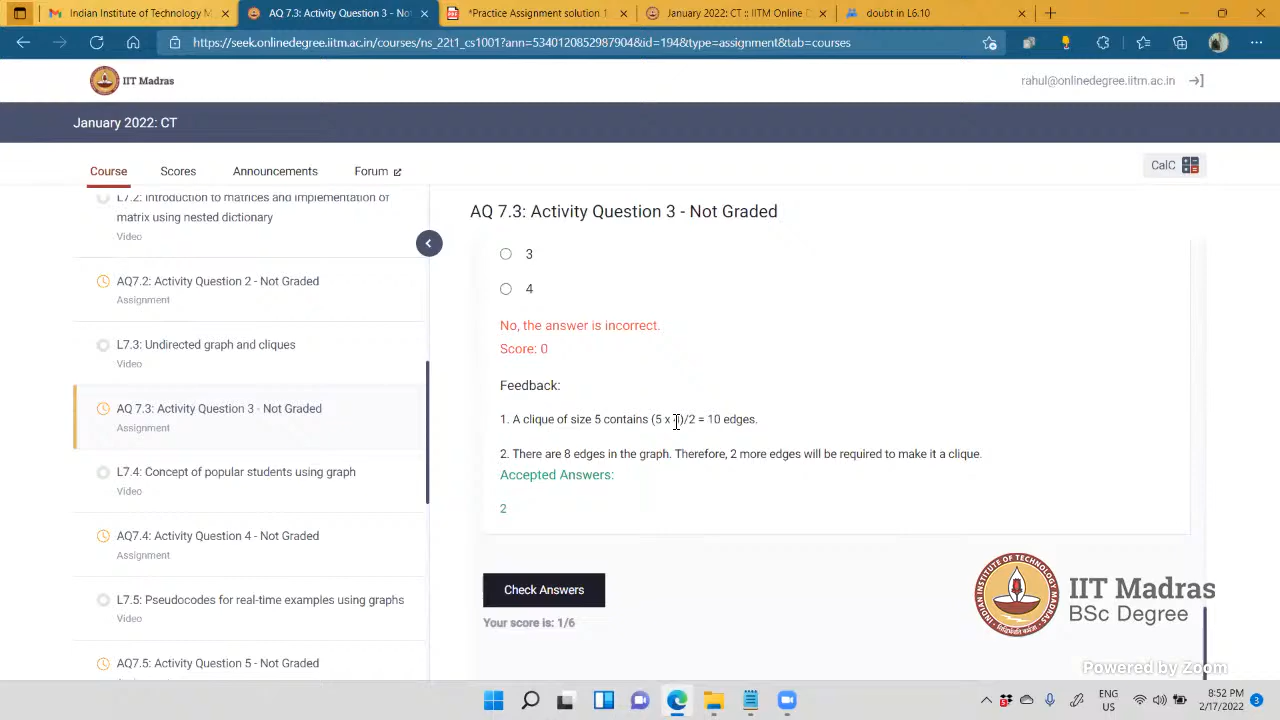 Indian Institute of Technology M
AQ 7.3: Activity Question 3 - Not
*Practice Assignment solution 1
January 2022: CT :: IITM Online D
doubt in L6.10
https://seek.onlinedegree.iitm.ac.in/courses/ns_22t1_cs1001?ann=5340120852987904&id=194&type=assignment&tab=courses
IIT Madras
rahul@onlinedegree.iitm.ac.in
January 2022: CT
Course
Scores
Announcements
Forum
CalC
L7.2: Introduction to matrices and implementation of
matrix using nested dictionary
Video
AQ7.2: Activity Question 2 - Not Graded
Assignment
L7.3: Undirected graph and cliques
Video
AQ 7.3: Activity Question 3 - Not Graded
Assignment
L7.4: Concept of popular students using graph
Video
AQ7.4: Activity Question 4 - Not Graded
Assignment
L7.5: Pseudocodes for real-time examples using graphs
Video
AQ7.5: Activity Question 5 - Not Graded
AQ 7.3: Activity Question 3 - Not Graded
3
4
No, the answer is incorrect.
Score: 0
Feedback:
1. A clique of size 5 contains (5 x )/2 = 10 edges.
2. There are 8 edges in the graph. Therefore, 2 more edges will be required to make it a clique.
Accepted Answers:
2
Check Answers
Your score is: 1/6
IIT Madras
BSc Degree
Powered by Zoom
ENG
US
8:52 PM
2/17/2022
3